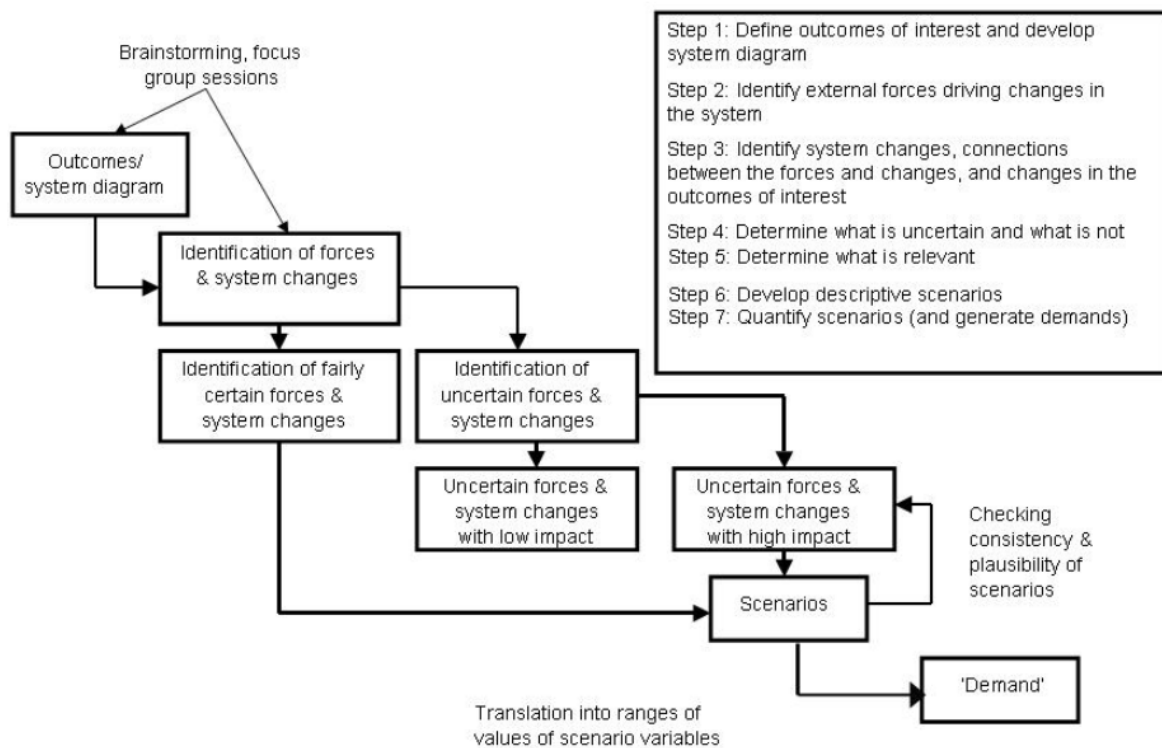 Brainstorming, focus
group sessions
Outcomes/
system diagram
Identification of forces
& system changes
Identification of fairly
certain forces &
system changes
Identification of
uncertain forces &
system changes
Uncertain forces &
system changes
with low impact
Uncertain forces &
system changes
with high impact
Checking
consistency &
plausibility of
scenarios
Scenarios
'Demand'
Translation into ranges of
values of scenario variables
Step 1: Define outcomes of interest and develop
system diagram
Step 2: Identify external forces driving changes in
the system
Step 3: Identify system changes, connections
between the forces and changes, and changes in the
outcomes of interest
Step 4: Determine what is uncertain and what is not
Step 5: Determine what is relevant
Step 6: Develop descriptive scenarios
Step 7: Quantify scenarios (and generate demands)